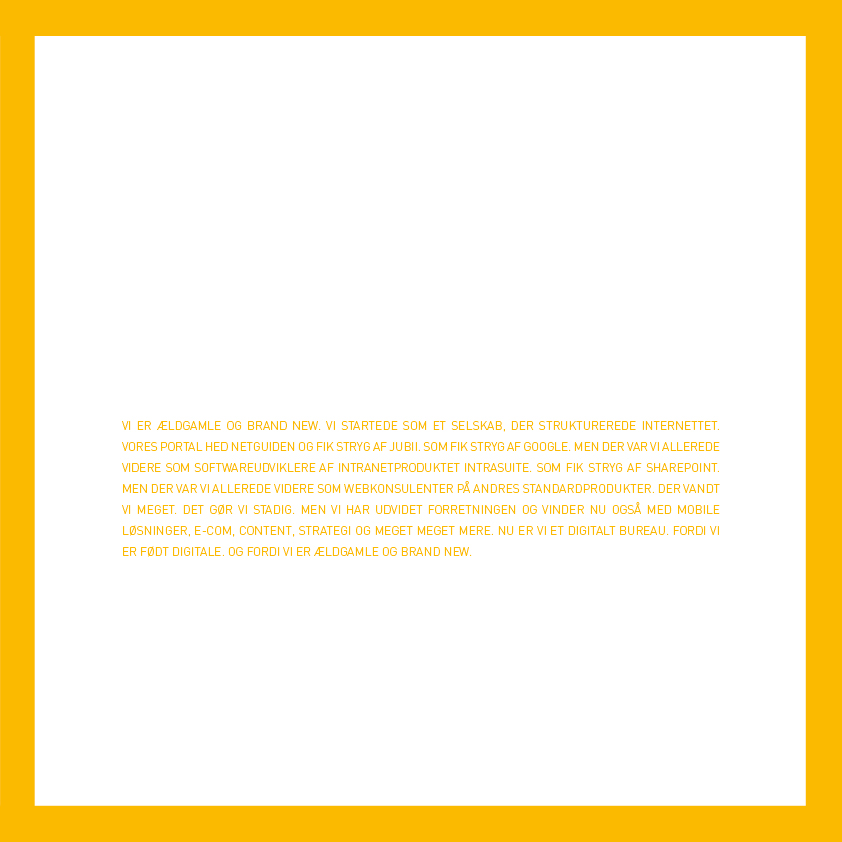 VI ER ÆLDGAMLE OG BRAND NEW. VI STARTEDE SOM ET SELSKAB, DER STRUKTUREREDE INTERNETTET.
VORES PORTAL HED NETGUIDEN OG FIK STRYG AF JUBII. SOM FIK STRYG AF GOOGLE. MEN DER VAR VI ALLEREDE
VIDERE SOM SOFTWAREUDVIKLERE AF INTRANETPRODUKTET INTRASUITE. SOM FIK STRYG AF SHAREPOINT.
MEN DER VAR VI ALLEREDE VIDERE SOM WEBKONSULENTER PÅ ANDRES STANDARDPRODUKTER. DER VANDT
VI MEGET. DET GØR VI STADIG. MEN VI HAR UDVIDET FORRETNINGEN OG VINDER NU OGSÅ MED MOBILE
LØSNINGER, E-COM, CONTENT, STRATEGI OG MEGET MEGET MERE. NU ER VI ET DIGITALT BUREAU. FORDI VI
ER FØDT DIGITALE. OG FORDI VI ER ÆLDGAMLE OG BRAND NEW.